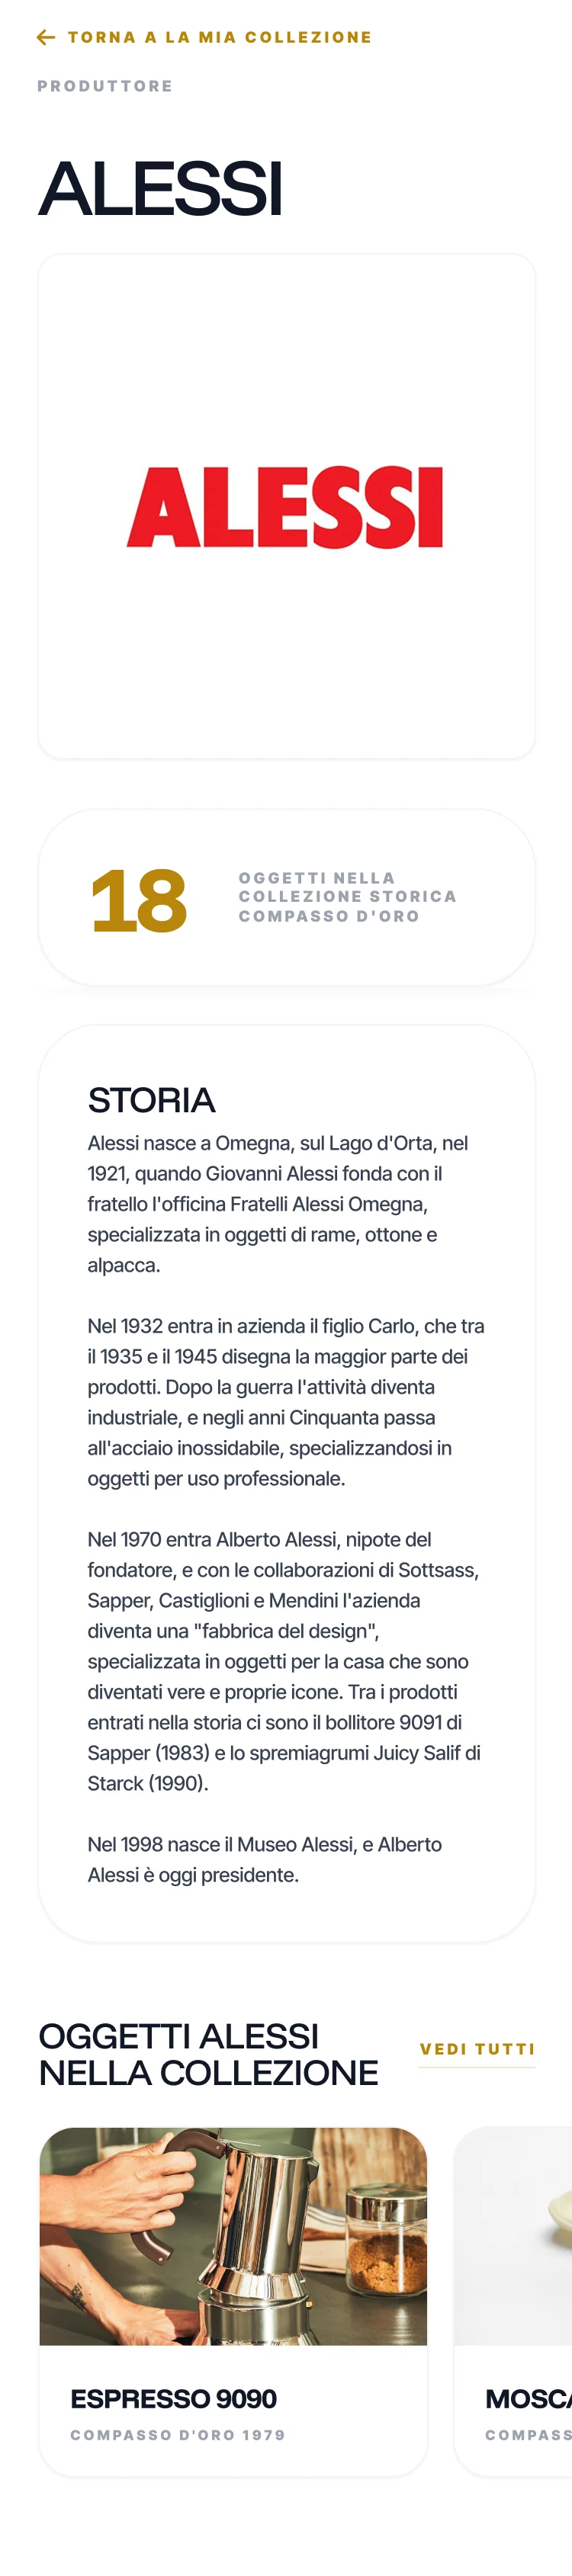 ← TORNA A LA MIA COLLEZIONE
PRODUTTORE
ALESSI
ALESSI
18
OGGETTI NELLA
COLLEZIONE STORICA
COMPASSO D'ORO
STORIA
Alessi nasce a Omegna, sul Lago d'Orta, nel
1921, quando Giovanni Alessi fonda con il
fratello l'officina Fratelli Alessi Omegna,
specializzata in oggetti di rame, ottone e
alpacca.
Nel 1932 entra in azienda il figlio Carlo, che tra
il 1935 e il 1945 disegna la maggior parte dei
prodotti. Dopo la guerra l'attività diventa
industriale, e negli anni Cinquanta passa
all'acciaio inossidabile, specializzandosi in
oggetti per uso professionale.
Nel 1970 entra Alberto Alessi, nipote del
fondatore, e con le collaborazioni di Sottsass,
Sapper, Castiglioni e Mendini l'azienda
diventa una "fabbrica del design",
specializzata in oggetti per la casa che sono
diventati vere e proprie icone. Tra i prodotti
entrati nella storia ci sono il bollitore 9091 di
Sapper (1983) e lo spremiagrumi Juicy Salif di
Starck (1990).
Nel 1998 nasce il Museo Alessi, e Alberto
Alessi è oggi presidente.
OGGETTI ALESSI
NELLA COLLEZIONE
VEDI TUTTI
ESPRESSO 9090
COMPASSO D'ORO 1979
MOSCA
COMPASS